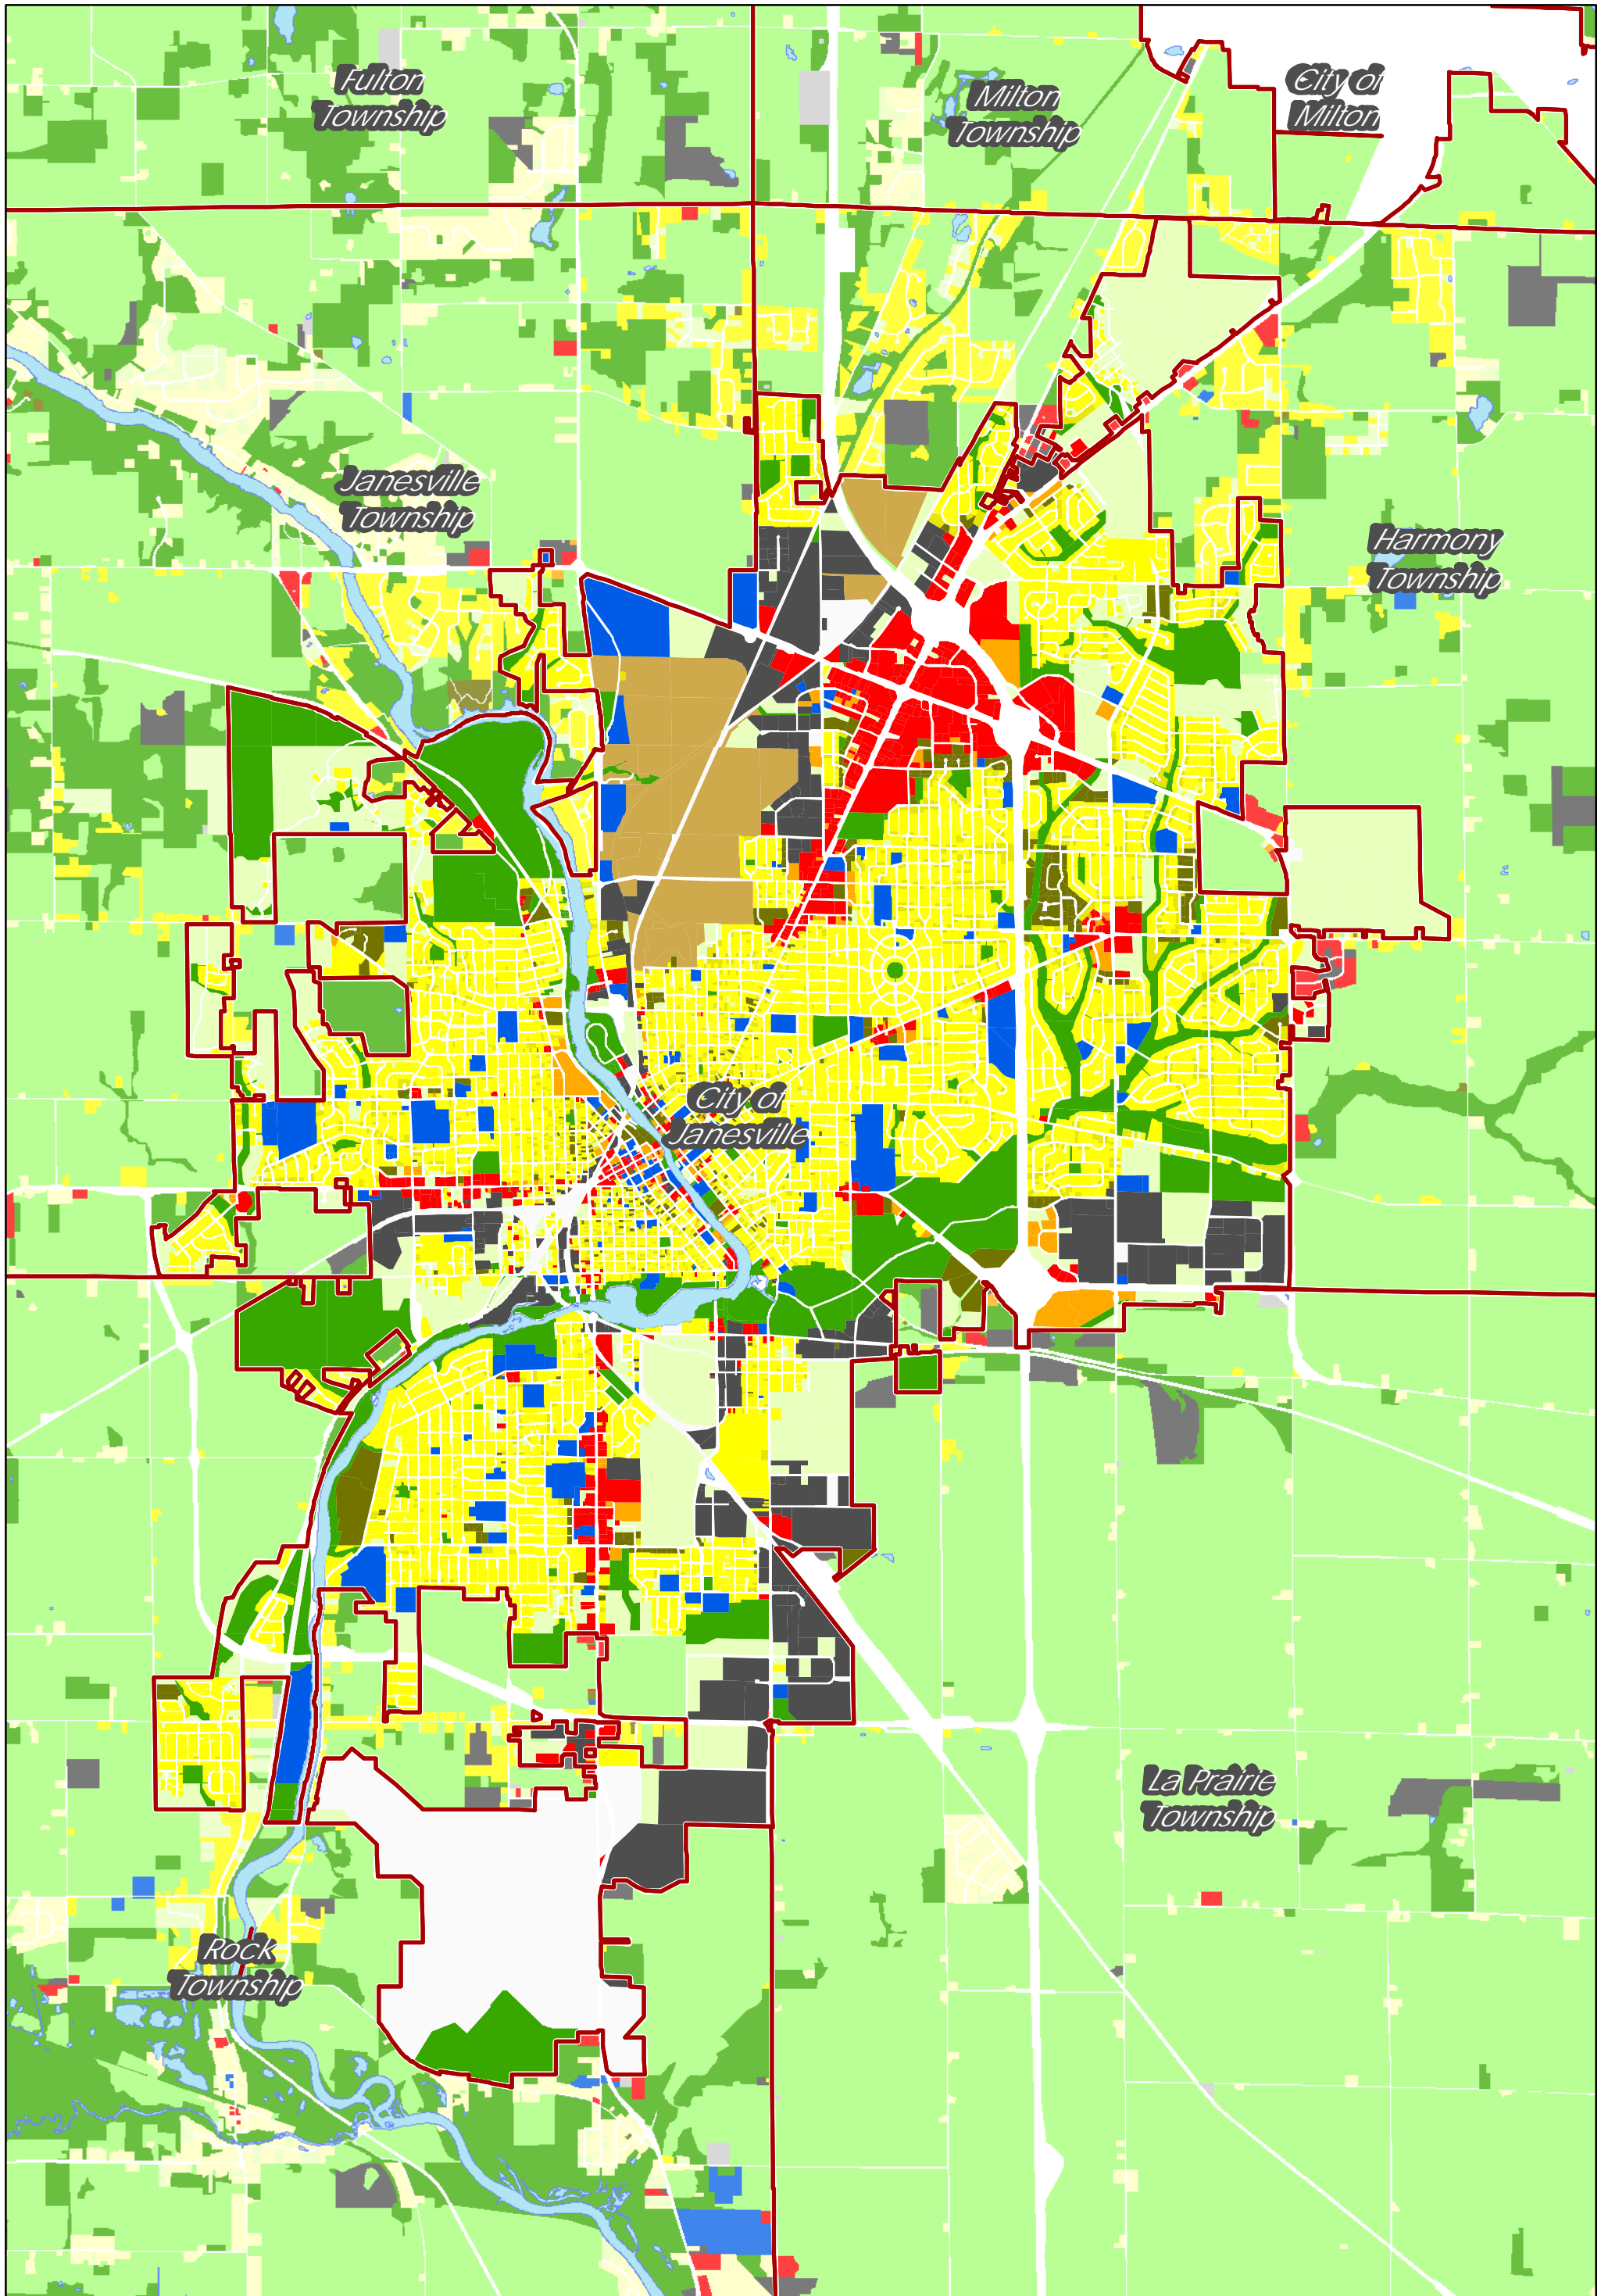 Fulton
Township
Milton
Township
City of
Milton
Janesville
Township
Harmony
Township
City of
Janesville
La Prairie
Township
Rock
Township